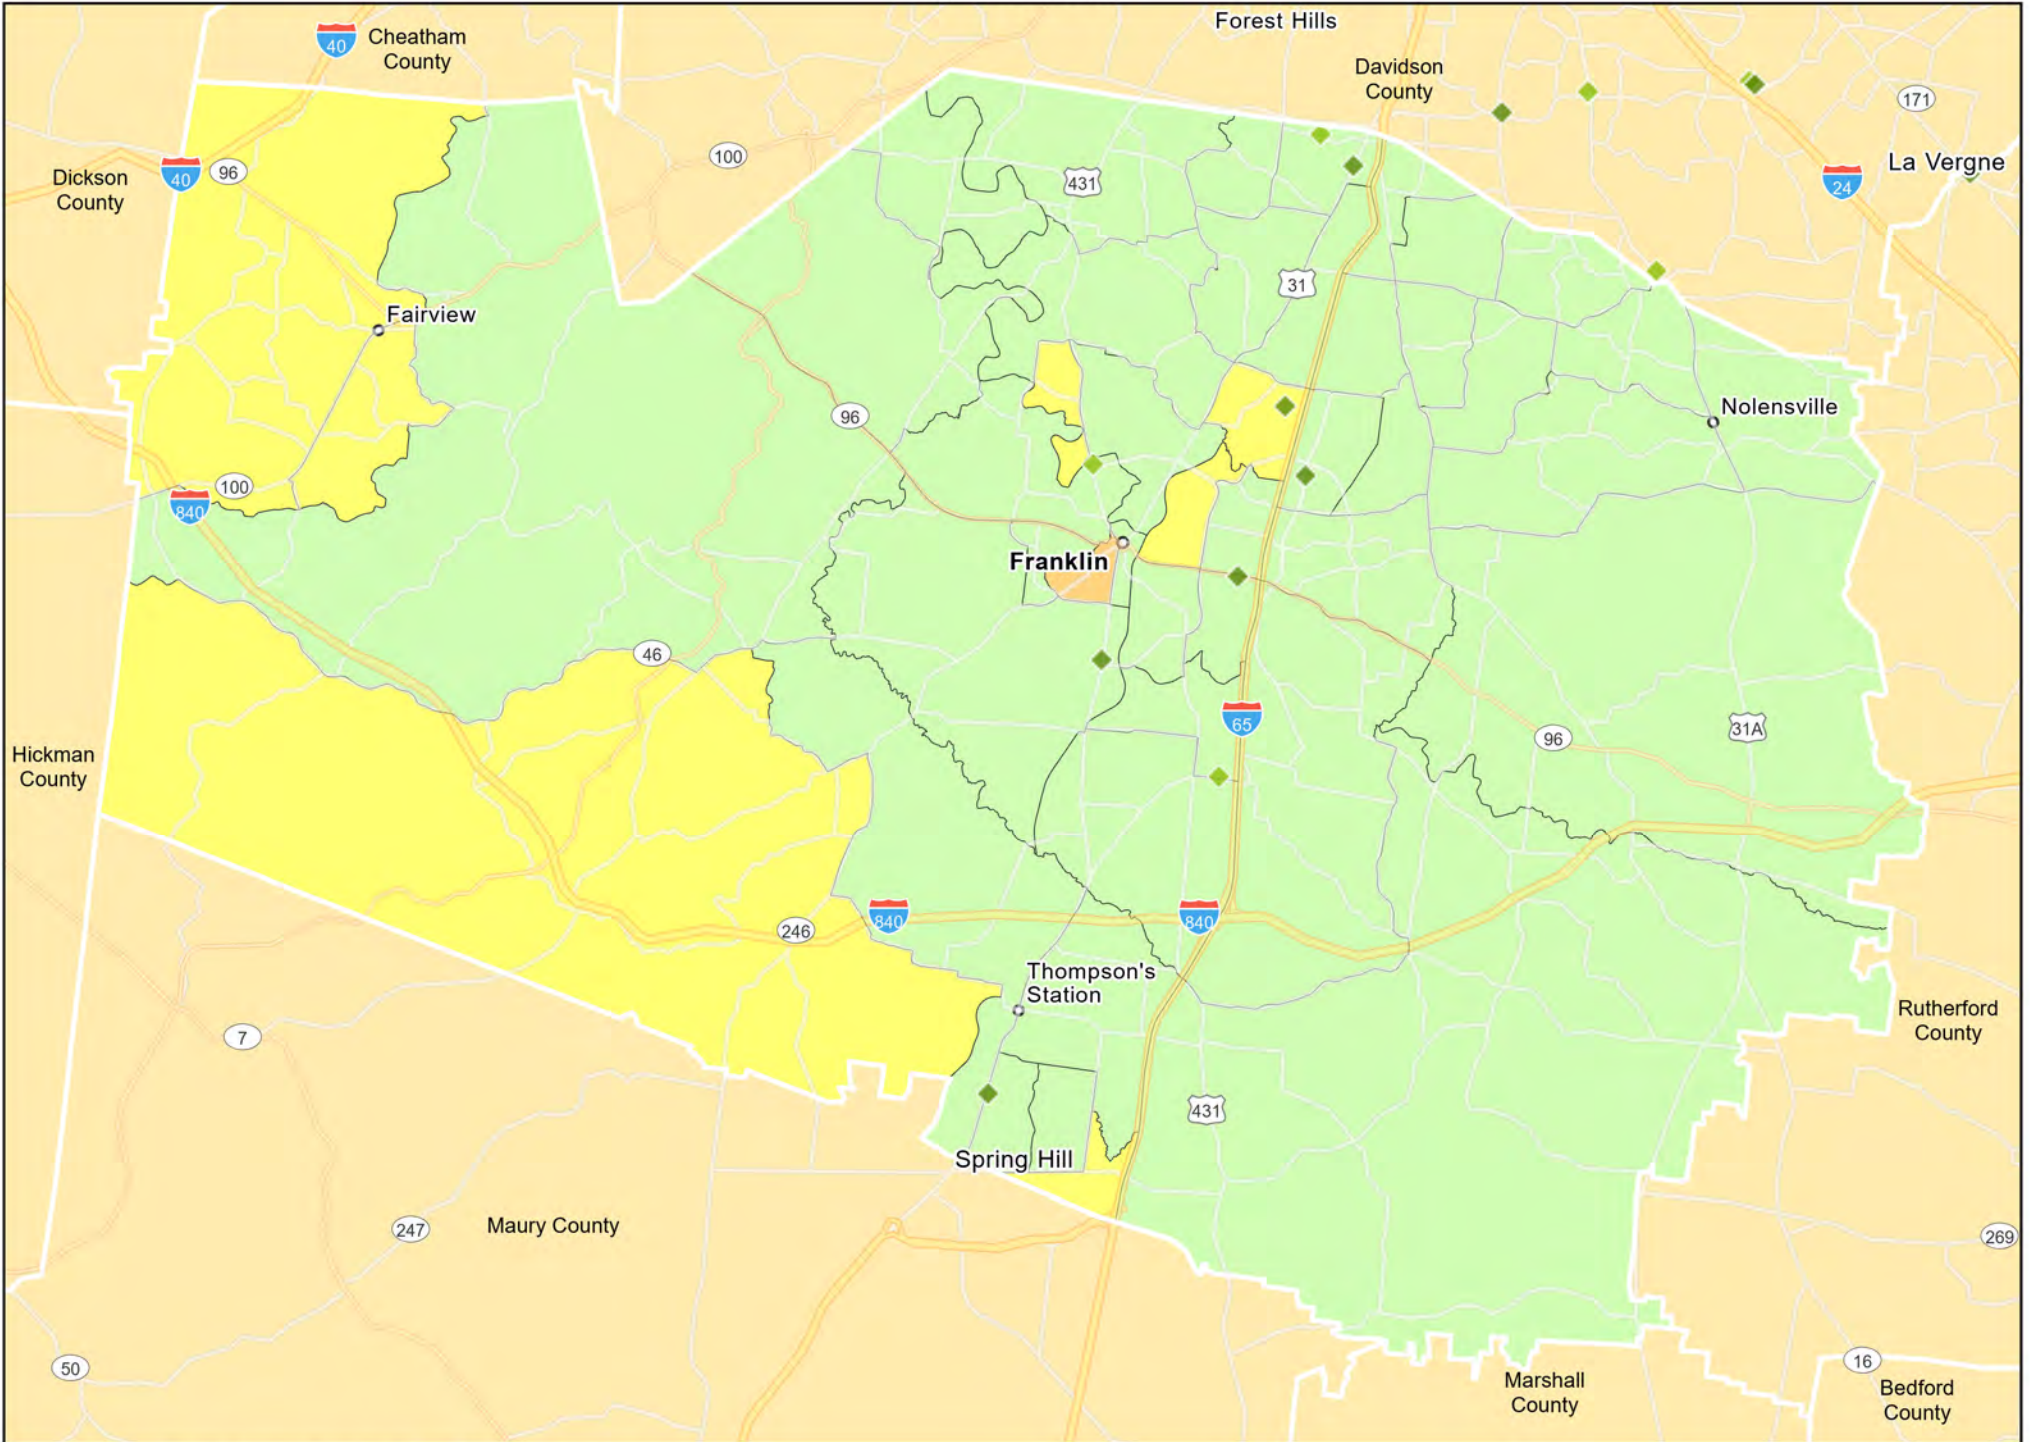 Forest Hills
40
Cheatham
County
Davidson
County
171
100
La Vergne
Dickson
County
40
96
431
24
31
Fairview
96
Nolensville
100
840
Franklin
46
65
96
31A
Hickman
County
246
840
840
Thompson's
Station
Rutherford
County
7
431
Spring Hill
247
Maury County
269
50
16
Marshall
County
Bedford
County